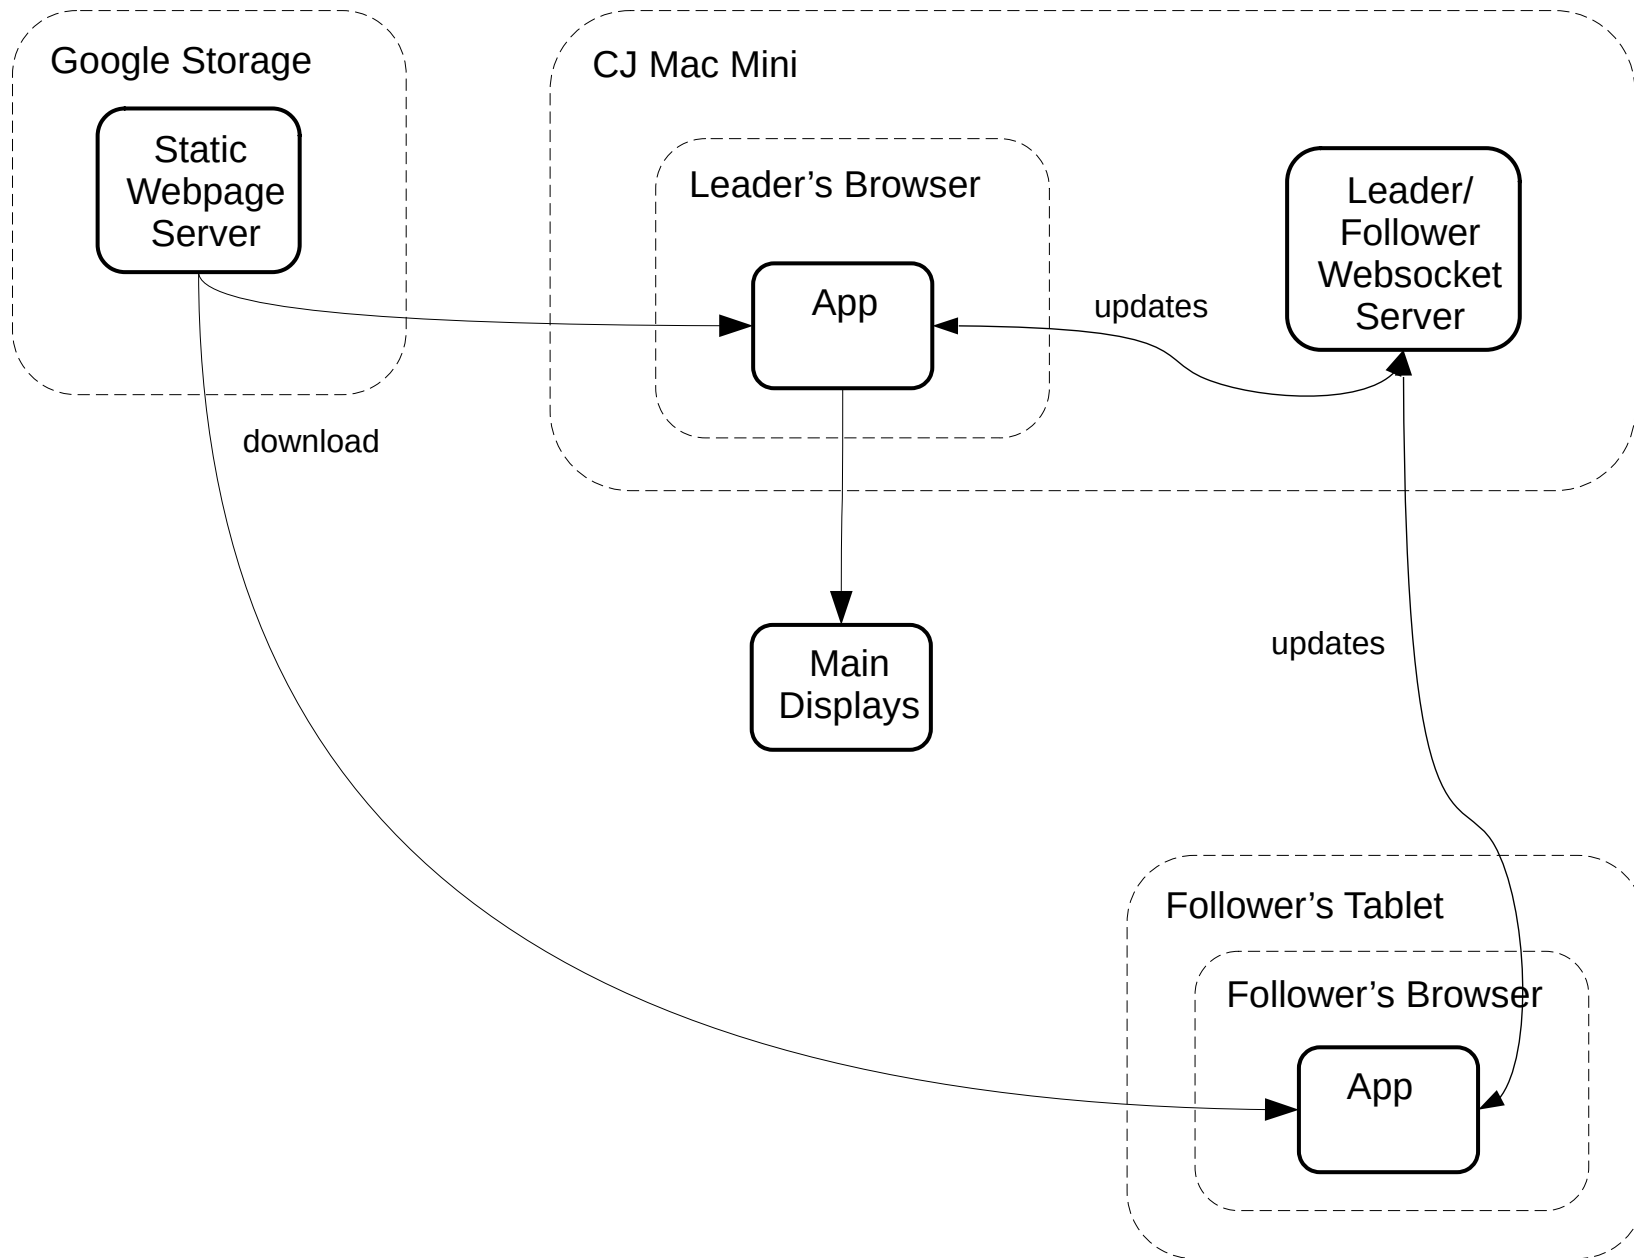 Google Storage
Static
Webpage
Server
CJ Mac Mini
Leader’s Browser
App
updates
Leader/
Follower
Websocket
Server
download
Main
Displays
updates
Follower’s Tablet
Follower’s Browser
App